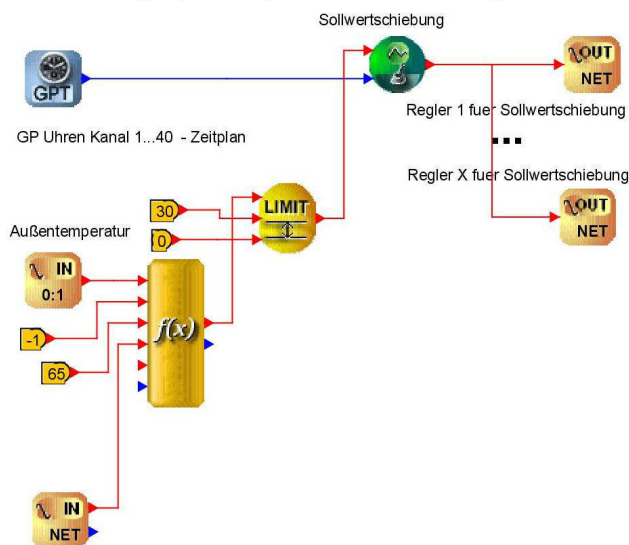 Sollwertschiebung
OUT
NET
GPT
Regler 1 fuer Sollwertschiebung
GP Uhren Kanal 1...40 - Zeitplan
...
Regler X fuer Sollwertschiebung
30
LIMIT
OUT
NET
0
Außentemperatur
IN
0:1
f(x)
-1
65
IN
NET